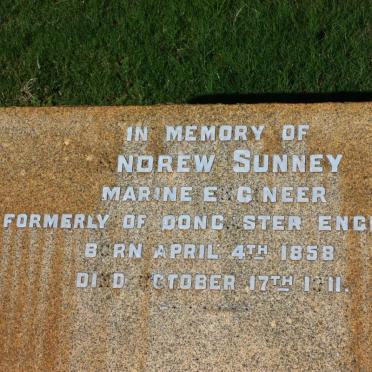 IN MEMORY OF
NDREW SUNNEY
MARINE E GNEER
FORMERLY OF DONC STER ENG
B RN APRIL 4TH 1858
DI D CTOBER 17TH 1 11.